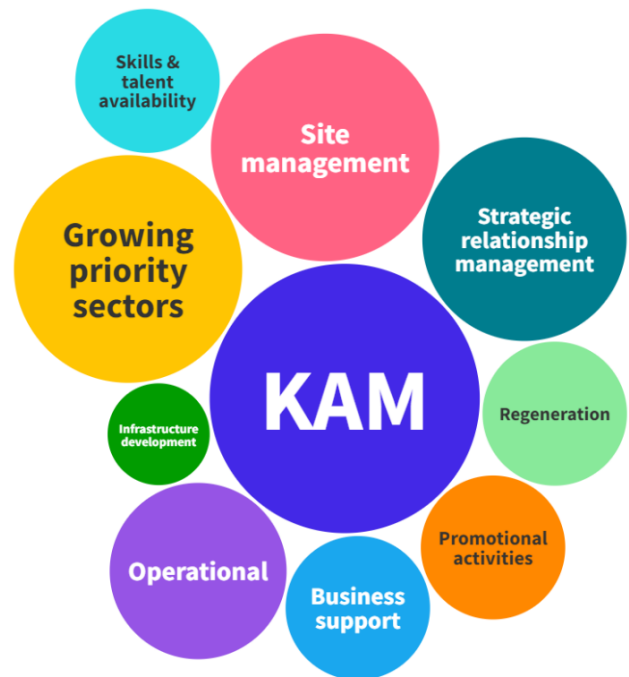 Skills &
talent
availability
Site
management
Strategic
relationship
management
Growing
priority
sectors
KAM
Regeneration
Infrastructure
development
Promotional
activities
Operational
Business
support